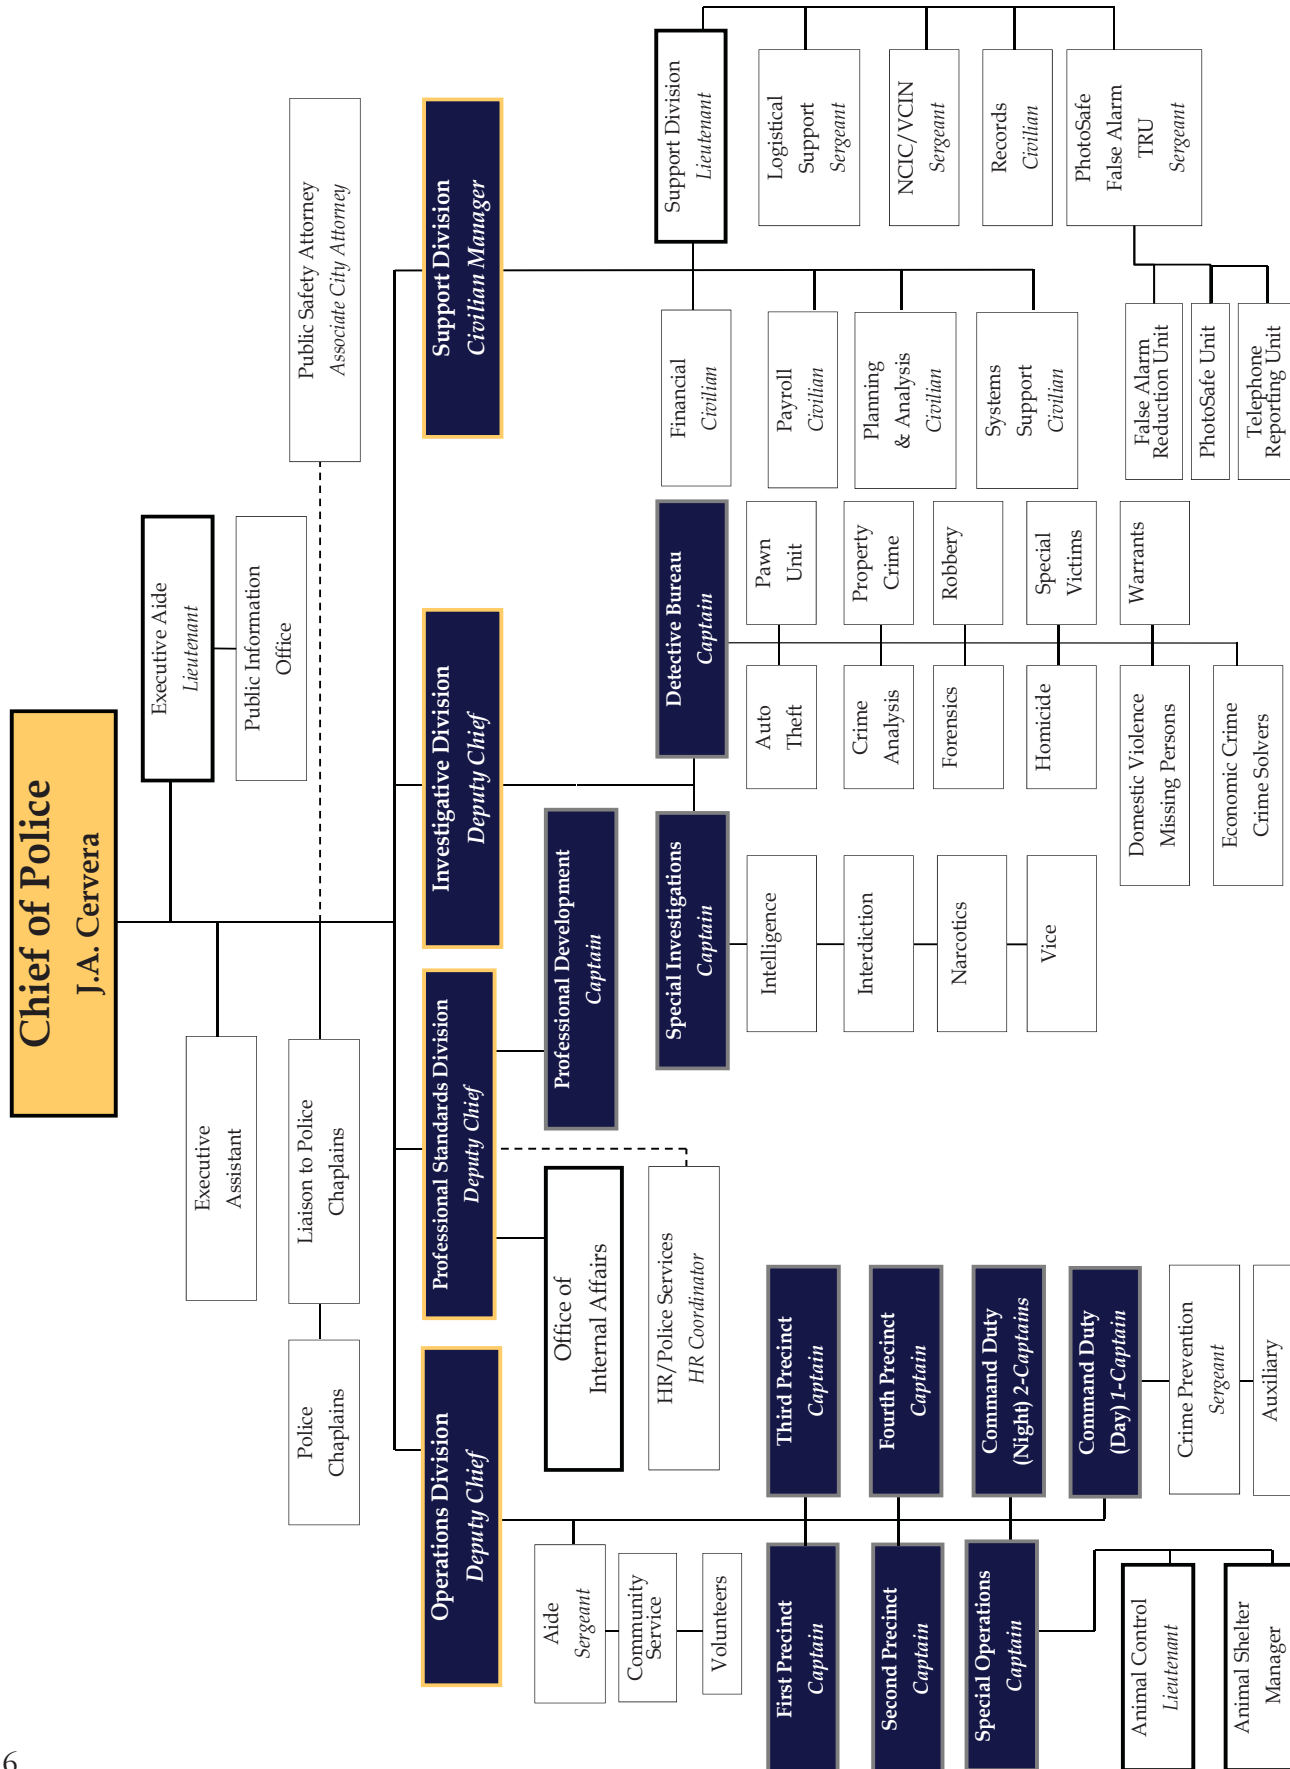 Chief of Police
J.A. Cervera
Executive Aide
Lieutenant
Public Information
Office
Executive
Assistant
Police
Chaplains
Liaison to Police
Chaplains
Public Safety Attorney
Associate City Attorney
Operations Division
Deputy Chief
Professional Standards Division
Deputy Chief
Investigative Division
Deputy Chief
Support Division
Civilian Manager
Aide
Sergeant
Community
Service
Volunteers
First Precinct
Captain
Third Precinct
Captain
Second Precinct
Captain
Fourth Precinct
Captain
Special Operations
Captain
Command Duty
(Night) 2-Captains
Command Duty
(Day) 1-Captain
Animal Control
Lieutenant
Animal Shelter
Manager
Crime Prevention
Sergeant
Auxiliary
Office of
Internal Affairs
Professional Development
Captain
HR/Police Services
HR Coordinator
Special Investigations
Captain
Intelligence
Interdiction
Narcotics
Vice
Detective Bureau
Captain
Auto
Theft
Pawn
Unit
Crime
Analysis
Property
Crime
Forensics
Robbery
Homicide
Special
Victims
Domestic Violence
Missing Persons
Warrants
Economic Crime
Crime Solvers
Financial
Civilian
Support Division
Lieutenant
Payroll
Civilian
Planning
& Analysis
Civilian
Systems
Support
Civilian
Logistical
Support
Sergeant
NCIC/VCIN
Sergeant
Records
Civilian
PhotoSafe
False Alarm
TRU
Sergeant
False Alarm
Reduction Unit
PhotoSafe Unit
Telephone
Reporting Unit
6